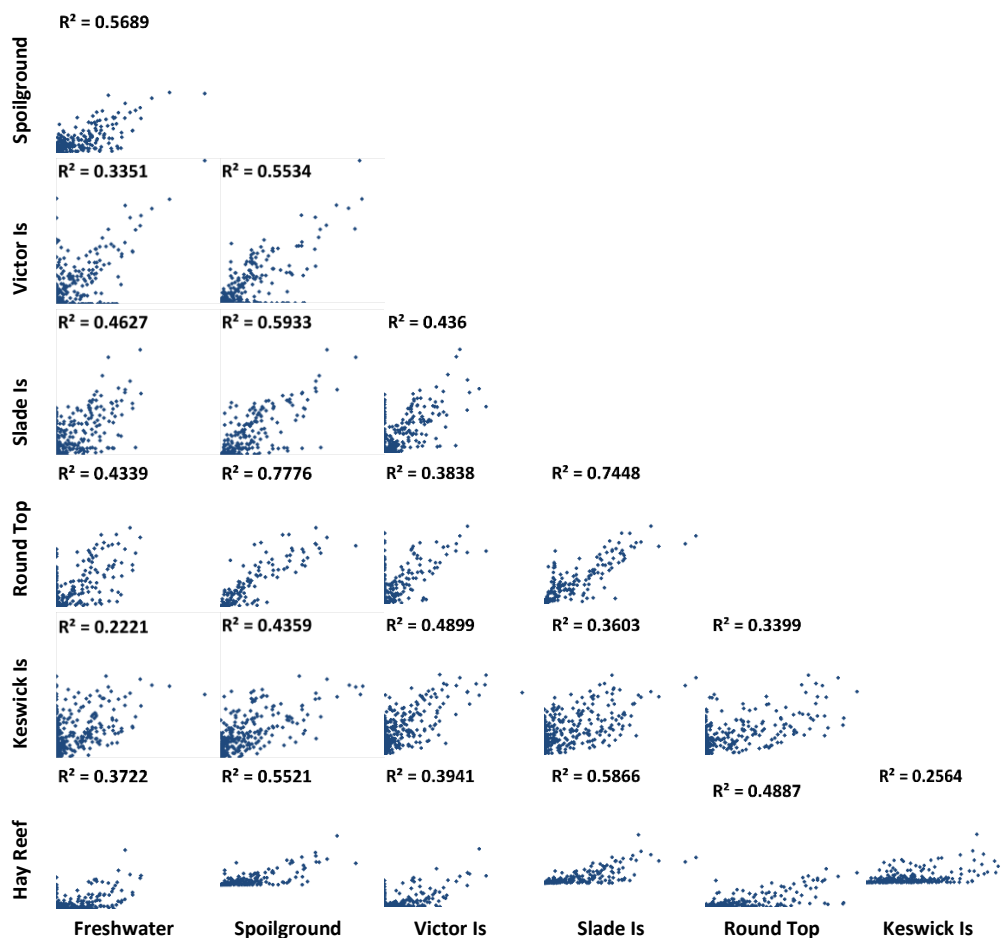 R² = 0.5689
Spoilground
R² = 0.3351 R² = 0.5534
Victor Is
R² = 0.4627 R² = 0.5933 R² = 0.436
Slade Is
R² = 0.4339 R² = 0.7776 R² = 0.3838 R² = 0.7448
Round Top
R² = 0.2221 R² = 0.4359 R² = 0.4899 R² = 0.3603 R² = 0.3399
Keswick Is
R² = 0.3722 R² = 0.5521 R² = 0.3941 R² = 0.5866 R² = 0.4887 R² = 0.2564
Hay Reef
Freshwater Spoilground Victor Is Slade Is Round Top Keswick Is